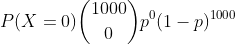 P(X = 0)\binom{1000}{0}p^0(1 - p)^{1000}